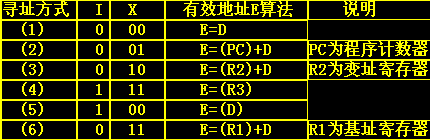 寻址方式 I X 有效地址E算法 说明
(1) 0 00 E=D
(2) 0 01 E=(PC)+D PC为程序计数器
(3) 0 10 E=(R2)+D R2为变址寄存器
(4) 1 11 E=(R3)
(5) 1 00 E=(D)
(6) 0 11 E=(R1)+D R1为基址寄存器